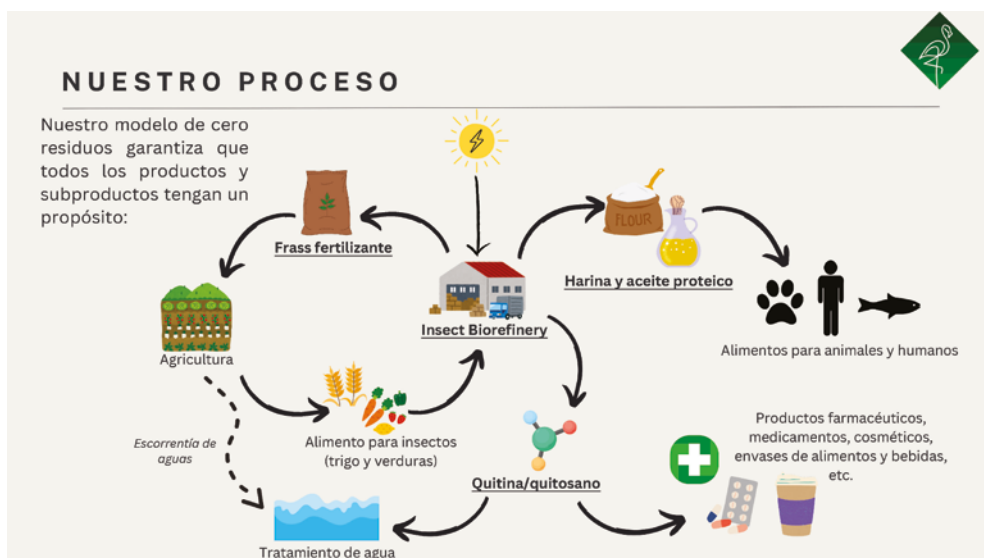 NUESTRO PROCESO
Nuestro modelo de cero
residuos garantiza que
todos los productos y
subproductos tengan un
propósito:
Frass fertilizante
FLOUR
Harina y aceite proteico
Insect Biorefinery
Agricultura
Alimentos para animales y humanos
Escorrentía de
aguas
Alimento para insectos
(trigo y verduras)
Productos farmacéuticos,
medicamentos, cosméticos,
envases de alimentos y bebidas,
etc.
Quitina/quitosano
Tratamiento de agua